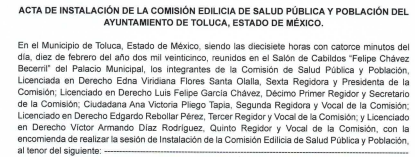 ACTA DE INSTALACIÓN DE LA COMISIÓN EDILICIA DE SALUD PÚBLICA Y POBLACIÓN DEL
AYUNTAMIENTO DE TOLUCA, ESTADO DE MÉXICO.
En el Municipio de Toluca, Estado de México, siendo las diecisiete horas con catorce minutos del
día, diez de febrero del año dos mil veinticinco, reunidos en el Salón de Cabildos "Felipe Chávez
Becerril" del Palacio Municipal, los integrantes de la Comisión de Salud Pública y Población,
Licenciada en Derecho Edna Viridiana Flores Santa Olalla, Sexta Regidora y Presidenta de la
Comisión; Licenciado en Derecho Luis Felipe García Chávez, Décimo Primer Regidor y Secretario
de la Comisión; Ciudadana Ana Victoria Pliego Tapia, Segunda Regidora y Vocal de la Comisión;
Licenciado en Derecho Edgardo Rebollar Pérez, Tercer Regidor y Vocal de la Comisión; y Licenciado
en Derecho Víctor Armando Díaz Rodríguez, Quinto Regidor y Vocal de la Comisión, con la
encomienda de realizar la sesión de Instalación de la Comisión Edilicia de Salud Pública y Población,
al tenor del siguiente: ------------------------------------------------------------